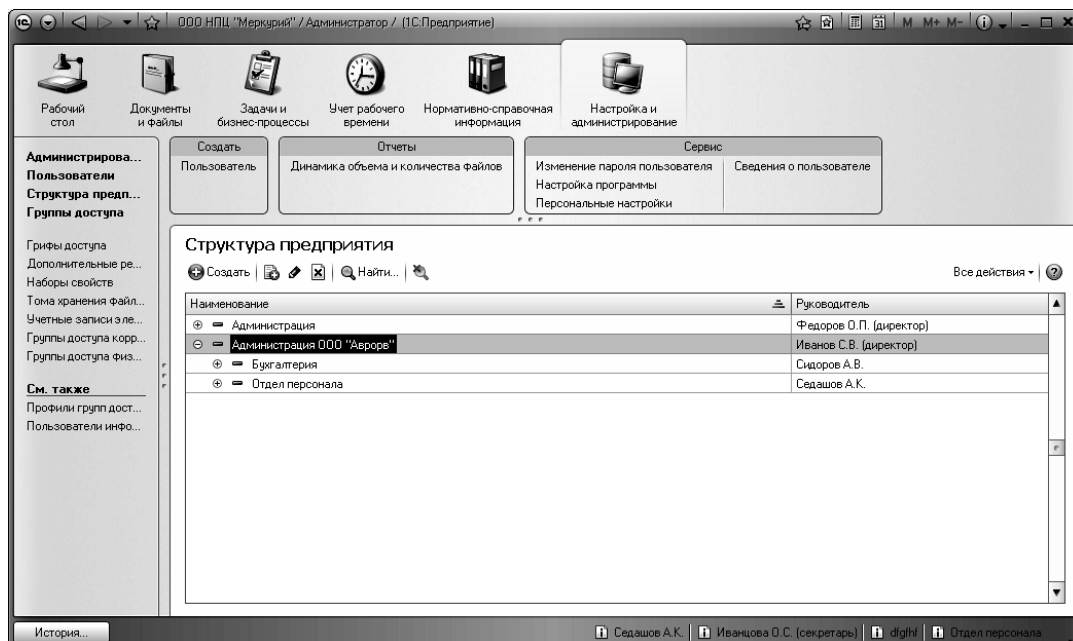 ООО НПЦ "Меркурий" / Администратор / (1С:Предприятие)
M M+ M-
Рабочий стол
Документы и файлы
Задачи и бизнес-процессы
Учет рабочего времени
Нормативно-справочная информация
Настройка и администрирование
Администрирова...
Пользователи
Структура предп...
Группы доступа
Грифы доступа
Дополнительные ре...
Наборы свойств
Тома хранения файл...
Учетные записи эле...
Группы доступа корр...
Группы доступа физ...
См. также
Профили групп дост...
Пользователи инфо...
Создать
Пользователь
Отчеты
Динамика объема и количества файлов
Сервис
Изменение пароля пользователя
Сведения о пользователе
Настройка программы
Персональные настройки
Структура предприятия
Создать
Найти...
Все действия
Наименование
Руководитель
Администрация
Федоров О.П. (директор)
Администрация ООО "Аврорв"
Иванов С.В. (директор)
Бухгалтерия
Сидоров А.В.
Отдел персонала
Седашов А.К.
История...
Седашов А.К.
Иванцова О.С. (секретарь)
dfglhf
Отдел персонала